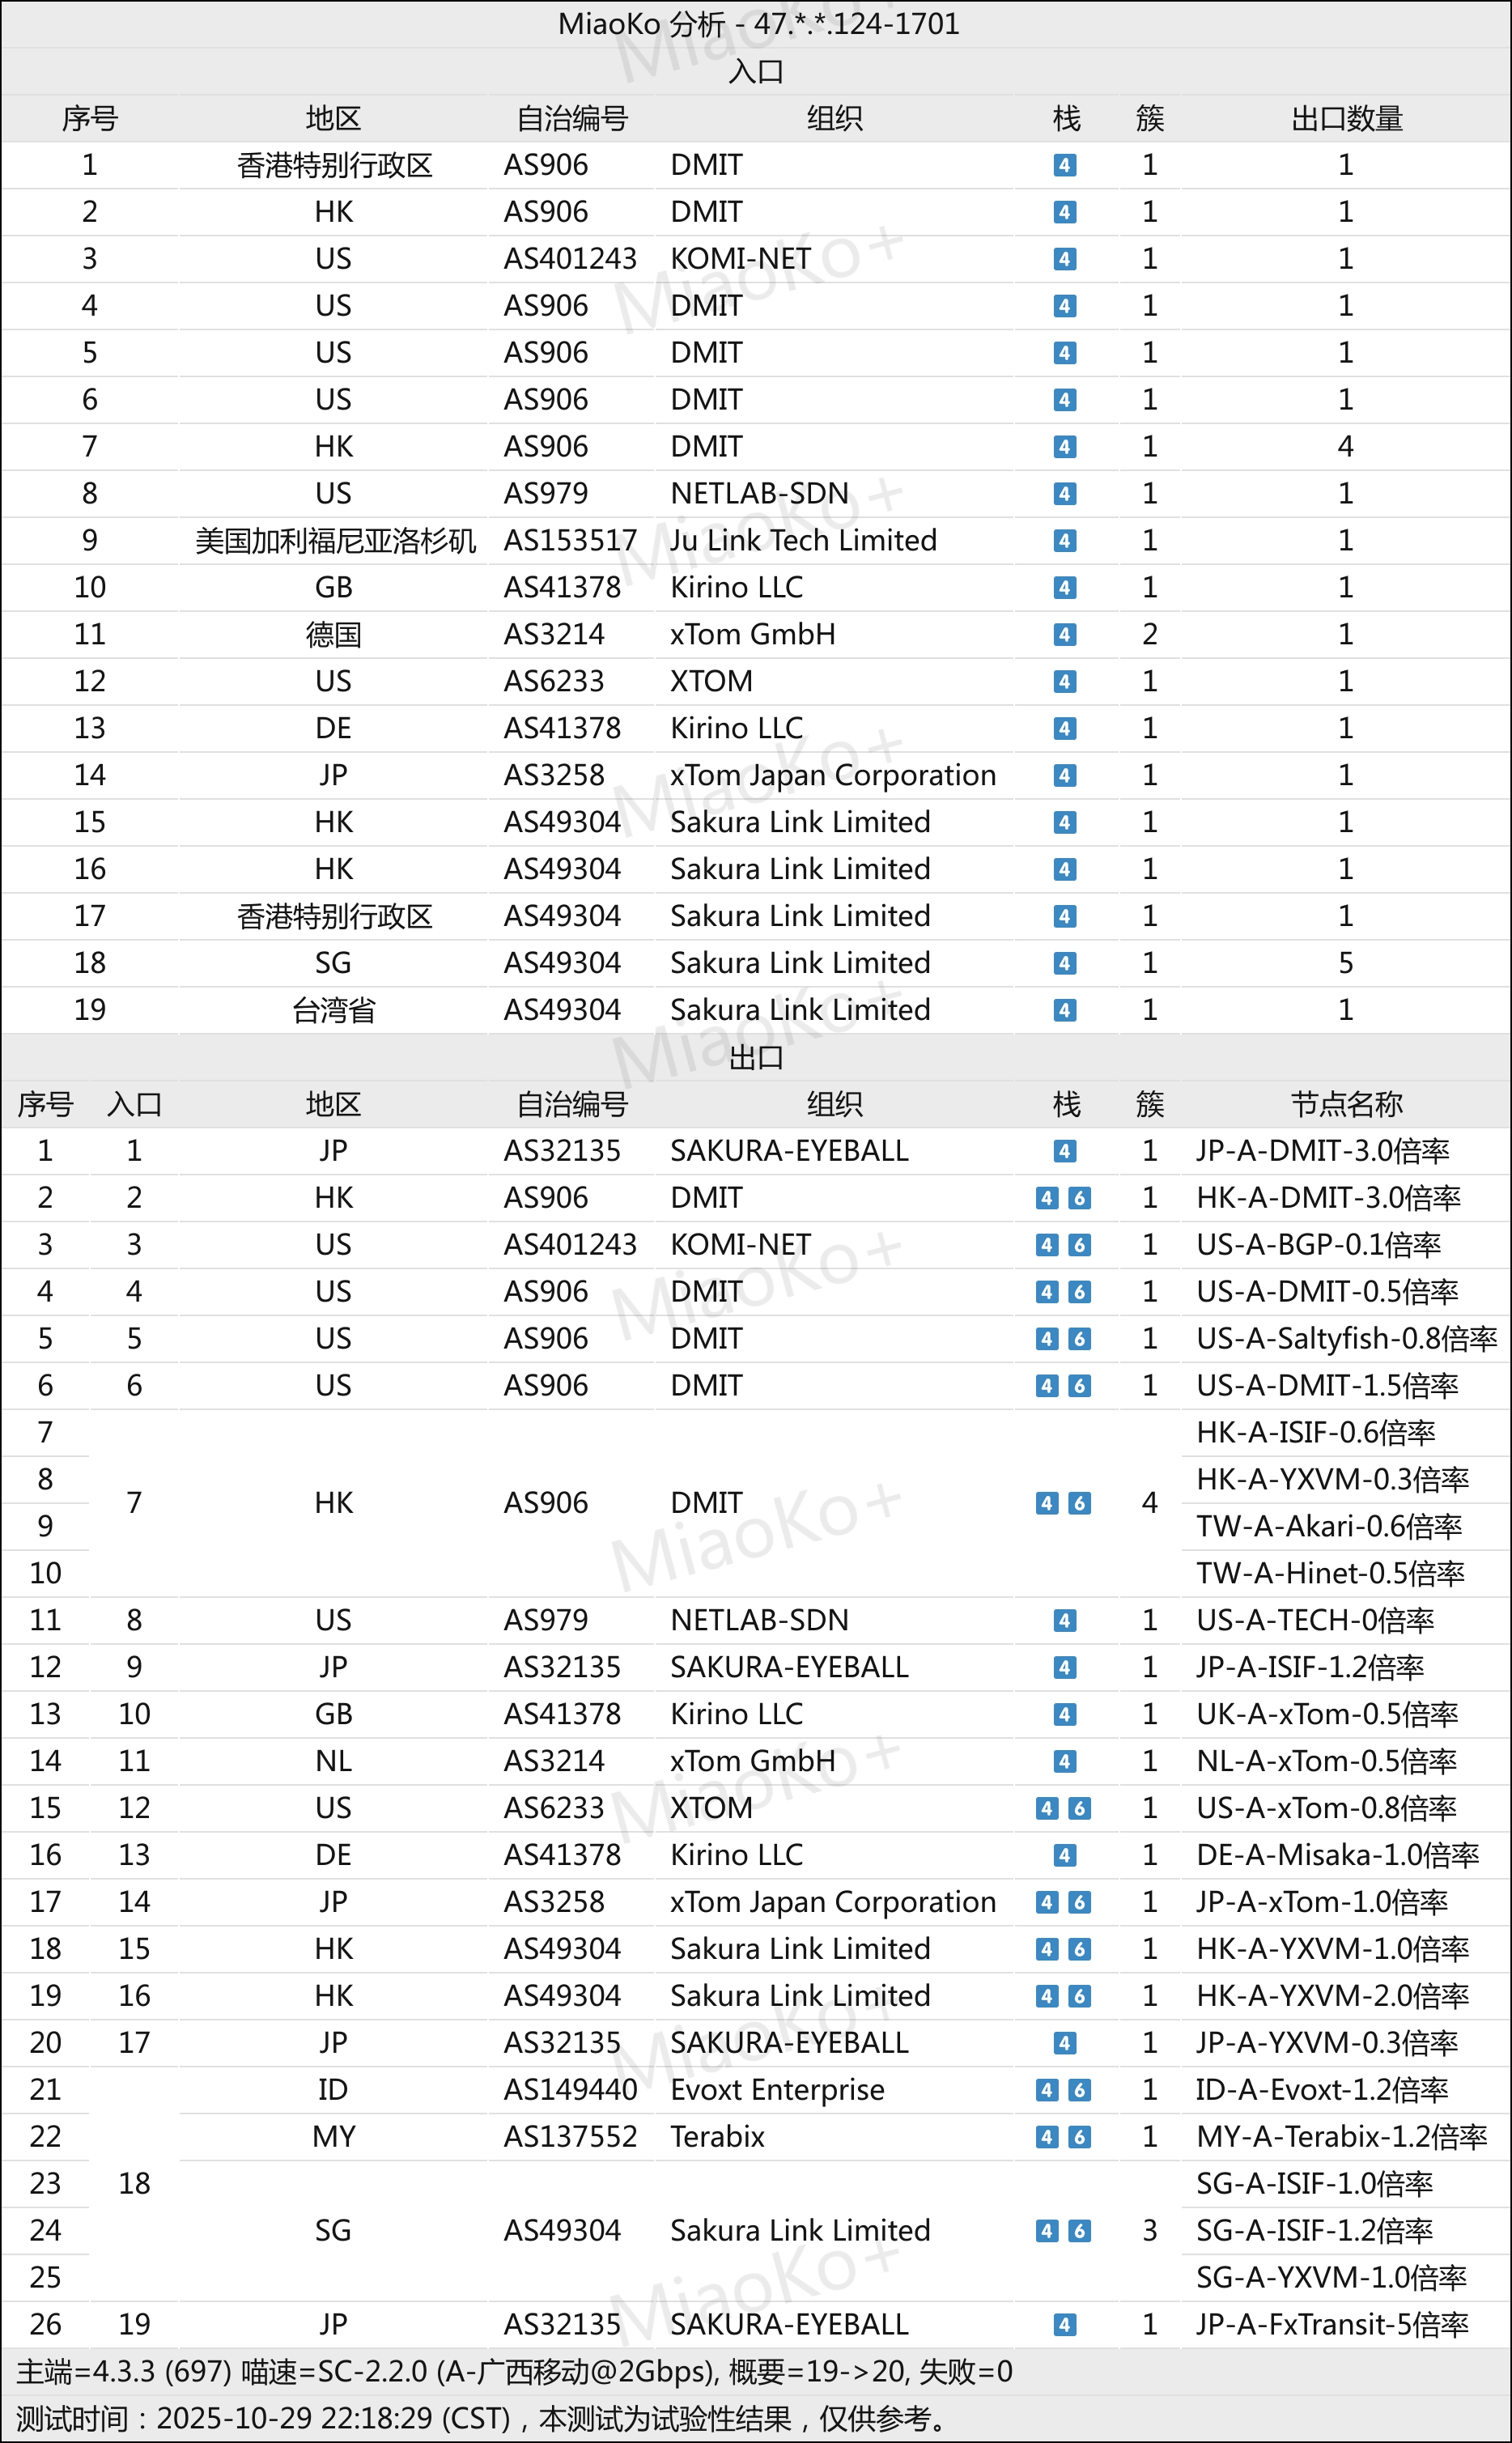 MiaoKo 分析 - 47.*.*.124-1701
入口
序号 地区 自治编号 组织 栈 簇 出口数量
1 香港特别行政区 AS906 DMIT 4 1 1
2 HK AS906 DMIT 4 1 1
3 US AS401243 KOMI-NET 4 1 1
4 US AS906 DMIT 4 1 1
5 US AS906 DMIT 4 1 1
6 US AS906 DMIT 4 1 1
7 HK AS906 DMIT 4 1 4
8 US AS979 NETLAB-SDN 4 1 1
9 美国加利福尼亚洛杉矶 AS153517 Ju Link Tech Limited 4 1 1
10 GB AS41378 Kirino LLC 4 1 1
11 德国 AS3214 xTom GmbH 4 2 1
12 US AS6233 XTOM 4 1 1
13 DE AS41378 Kirino LLC 4 1 1
14 JP AS3258 xTom Japan Corporation 4 1 1
15 HK AS49304 Sakura Link Limited 4 1 1
16 HK AS49304 Sakura Link Limited 4 1 1
17 香港特别行政区 AS49304 Sakura Link Limited 4 1 1
18 SG AS49304 Sakura Link Limited 4 1 5
19 台湾省 AS49304 Sakura Link Limited 4 1 1
出口
序号 入口 地区 自治编号 组织 栈 簇 节点名称
1 1 JP AS32135 SAKURA-EYEBALL 4 1 JP-A-DMIT-3.0倍率
2 2 HK AS906 DMIT 4 6 1 HK-A-DMIT-3.0倍率
3 3 US AS401243 KOMI-NET 4 6 1 US-A-BGP-0.1倍率
4 4 US AS906 DMIT 4 6 1 US-A-DMIT-0.5倍率
5 5 US AS906 DMIT 4 6 1 US-A-Saltyfish-0.8倍率
6 6 US AS906 DMIT 4 6 1 US-A-DMIT-1.5倍率
7 HK-A-ISIF-0.6倍率
8 HK-A-YXVM-0.3倍率
7 HK AS906 DMIT 4 6 4
9 TW-A-Akari-0.6倍率
10 TW-A-Hinet-0.5倍率
11 8 US AS979 NETLAB-SDN 4 1 US-A-TECH-0倍率
12 9 JP AS32135 SAKURA-EYEBALL 4 1 JP-A-ISIF-1.2倍率
13 10 GB AS41378 Kirino LLC 4 1 UK-A-xTom-0.5倍率
14 11 NL AS3214 xTom GmbH 4 1 NL-A-xTom-0.5倍率
15 12 US AS6233 XTOM 4 6 1 US-A-xTom-0.8倍率
16 13 DE AS41378 Kirino LLC 4 1 DE-A-Misaka-1.0倍率
17 14 JP AS3258 xTom Japan Corporation 4 6 1 JP-A-xTom-1.0倍率
18 15 HK AS49304 Sakura Link Limited 4 6 1 HK-A-YXVM-1.0倍率
19 16 HK AS49304 Sakura Link Limited 4 6 1 HK-A-YXVM-2.0倍率
20 17 JP AS32135 SAKURA-EYEBALL 4 1 JP-A-YXVM-0.3倍率
21 ID AS149440 Evoxt Enterprise 4 6 1 ID-A-Evoxt-1.2倍率
22 MY AS137552 Terabix 4 6 1 MY-A-Terabix-1.2倍率
23 18 SG-A-ISIF-1.0倍率
24 SG AS49304 Sakura Link Limited 4 6 3 SG-A-ISIF-1.2倍率
25 SG-A-YXVM-1.0倍率
26 19 JP AS32135 SAKURA-EYEBALL 4 1 JP-A-FxTransit-5倍率
主端=4.3.3 (697) 喵速=SC-2.2.0 (A-广西移动@2Gbps), 概要=19->20, 失败=0
测试时间：2025-10-29 22:18:29 (CST)，本测试为试验性结果，仅供参考。
MiaoKo+
MiaoKo+
MiaoKo+
MiaoKo+
MiaoKo+
MiaoKo+
MiaoKo+
MiaoKo+
MiaoKo+
MiaoKo+